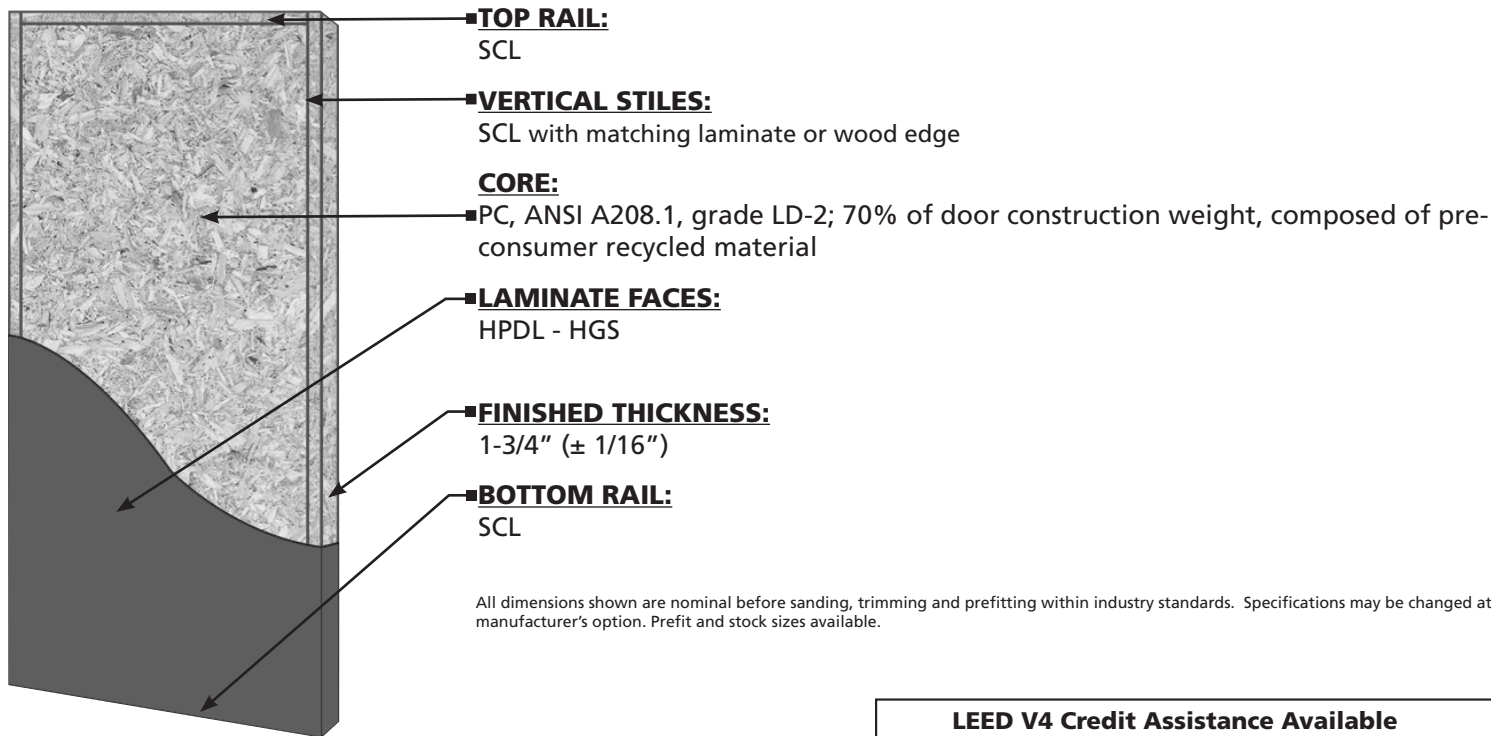 TOP RAIL:
SCL
VERTICAL STILES:
SCL with matching laminate or wood edge
CORE:
PC, ANSI A208.1, grade LD-2; 70% of door construction weight, composed of pre-
consumer recycled material
LAMINATE FACES:
HPDL - HGS
FINISHED THICKNESS:
1-3/4” (± 1/16”)
BOTTOM RAIL:
SCL
All dimensions shown are nominal before sanding, trimming and prefitting within industry standards.  Specifications may be changed at
manufacturer’s option. Prefit and stock sizes available.
LEED V4 Credit Assistance Available